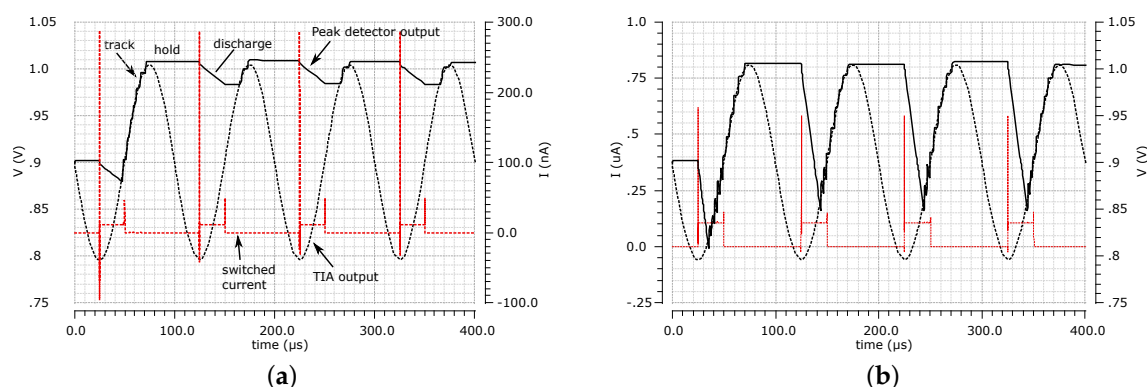 1.05
1.0
.95
.9
.85
.8
.75
V (V)
300.0
200.0
100.0
0.0
-100.0
I (nA)
track
hold
discharge
Peak detector output
switched
current
TIA output
0.0
100.0
200.0
300.0
400.0
time (μs)
(a)
1.0
.75
.5
.25
0.0
-.25
I (uA)
1.05
1.0
.95
.9
.85
.8
.75
V (V)
0.0
100.0
200.0
300.0
400.0
time (μs)
(b)